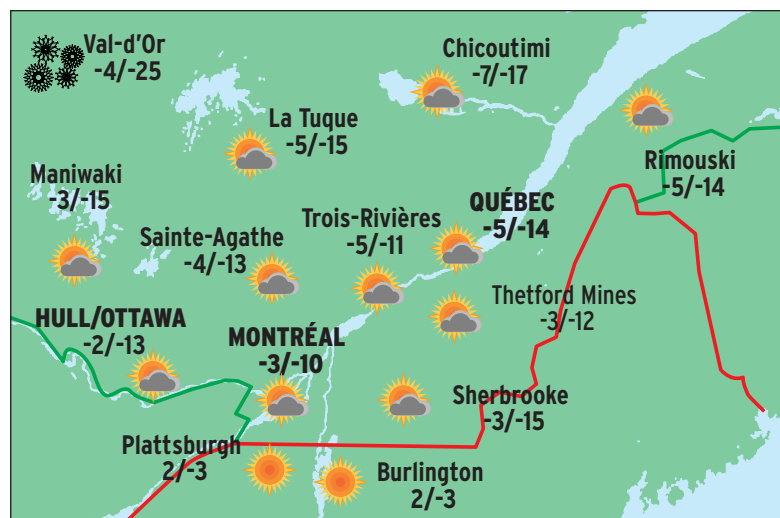 Val-d'Or
-4/-25
Chicoutimi
-7/-17
La Tuque
-5/-15
Rimouski
-5/-14
Maniwaki
-3/-15
QUÉBEC
-5/-14
Trois-Rivières
-5/-11
Sainte-Agathe
-4/-13
Thetford Mines
-3/-12
HULL/OTTAWA
-2/-13
MONTRÉAL
-3/-10
Sherbrooke
-3/-15
Plattsburgh
2/-3
Burlington
2/-3